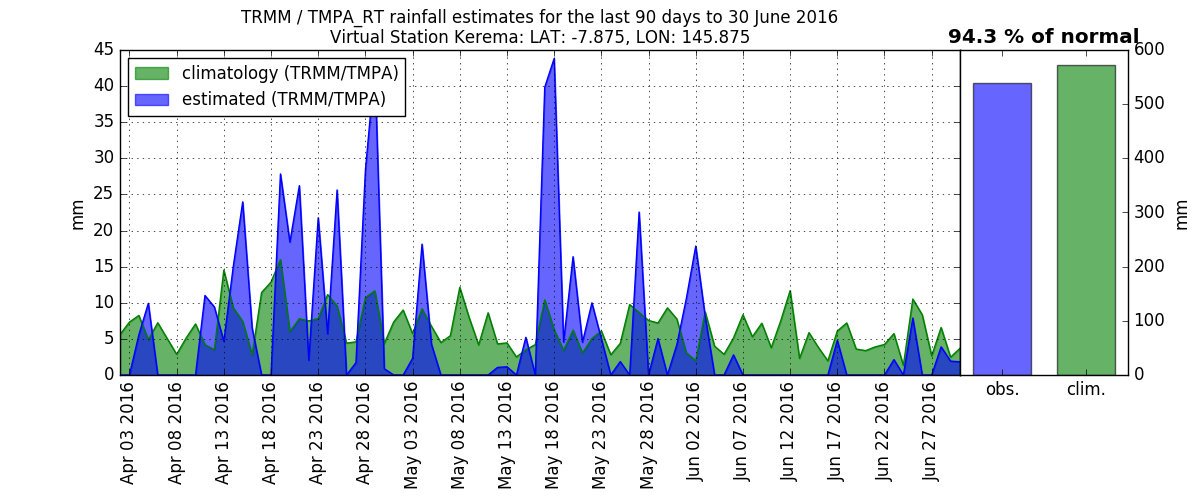 TRMM / TMPA_RT rainfall estimates for the last 90 days to 30 June 2016
Virtual Station Kerema: LAT: -7.875, LON: 145.875
94.3 % of normal
climatology (TRMM/TMPA)
estimated (TRMM/TMPA)
mm
45
40
35
30
25
20
15
10
5
0
Apr 03 2016
Apr 08 2016
Apr 13 2016
Apr 18 2016
Apr 23 2016
Apr 28 2016
May 03 2016
May 08 2016
May 13 2016
May 18 2016
May 23 2016
May 28 2016
Jun 02 2016
Jun 07 2016
Jun 12 2016
Jun 17 2016
Jun 22 2016
Jun 27 2016
obs.
clim.
600
500
400
300
200
100
0
mm